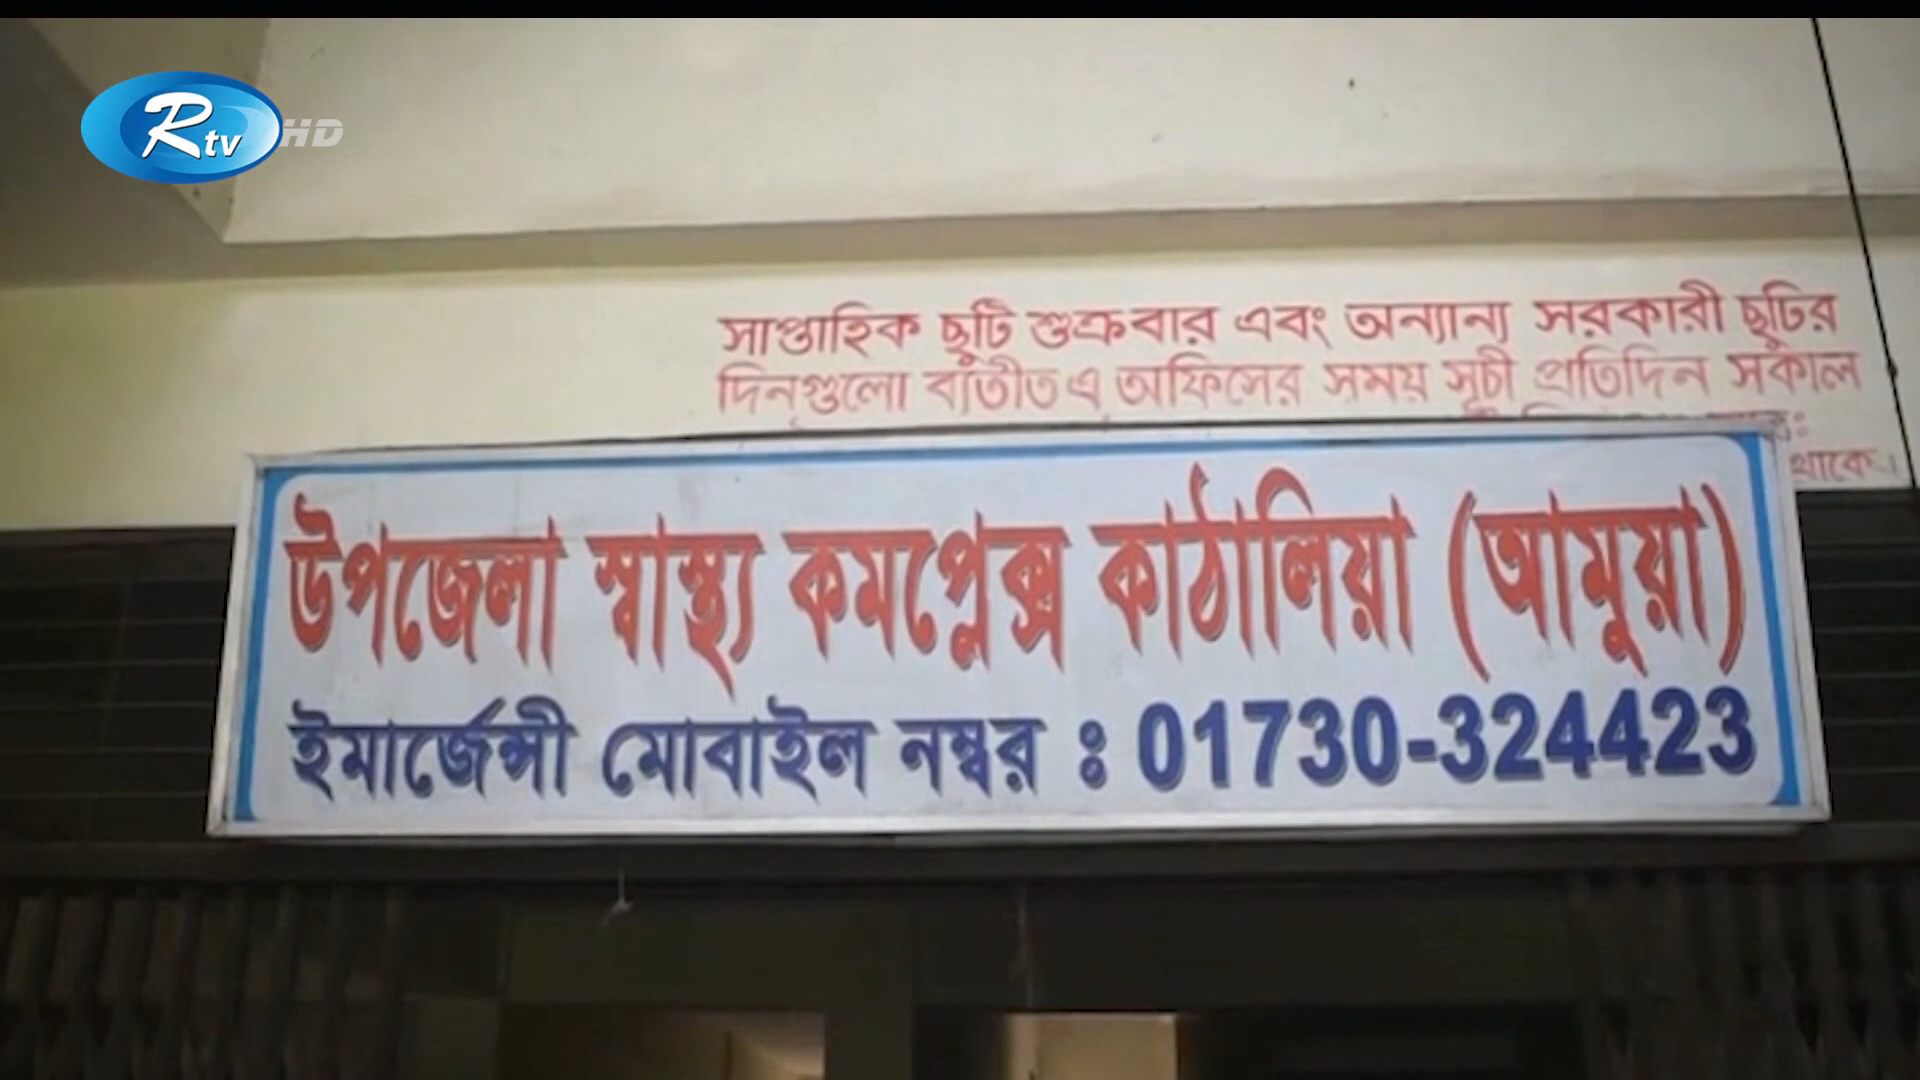 Rtv HD
সাপ্তাহিক ছুটি শুক্রবার এবং অন্যান্য সরকারী ছুটির
দিনগুলো ব্যতীত এ অফিসের সময় সূচী প্রতিদিন সকাল
থাকে।
উপজেলা স্বাস্থ্য কমপ্লেক্স কাঠালিয়া (আমুয়া)
ইমার্জেন্সী মোবাইল নম্বর ঃ 01730-324423